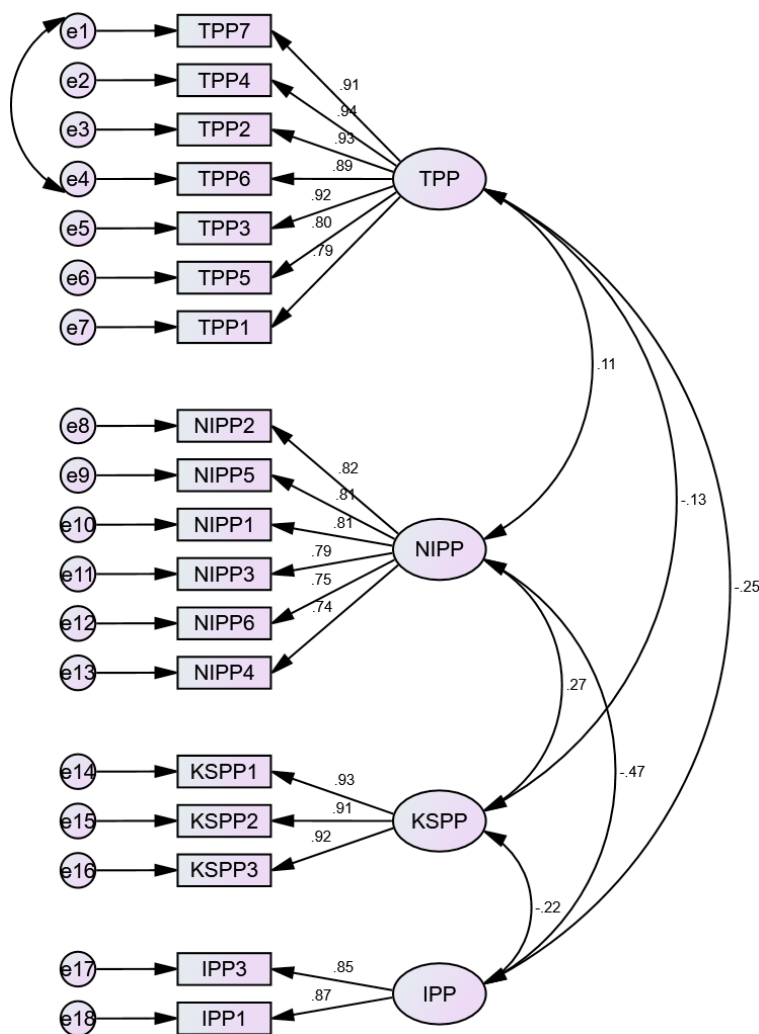 e1 TPP7
.91
e2 TPP4
.94
e3 TPP2
.93
e4 TPP6
.89
TPP
e5 TPP3
.92
.80
e6 TPP5
.79
e7 TPP1
.11
e8 NIPP2
.82
e9 NIPP5
.81
e10 NIPP1
.81
-.13
NIPP
e11 NIPP3
.79
.75
-.25
e12 NIPP6
.74
e13 NIPP4
.27
e14 KSPP1
.93
-.47
e15 KSPP2
.91
KSPP
e16 KSPP3
.92
-.22
e17 IPP3
.85
IPP
e18 IPP1
.87